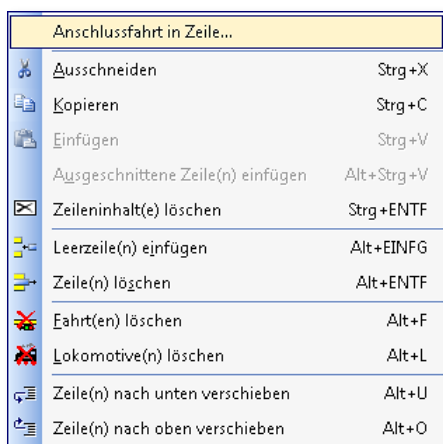 Anschlussfahrt in Zeile...
Ausschneiden Strg+X
Kopieren Strg+C
Einfügen Strg+V
Ausgeschnittene Zeile(n) einfügen Alt+Strg+V
Zeileninhalt(e) löschen Strg+ENTF
Leerzeile(n) einfügen Alt+EINFG
Zeile(n) löschen Alt+ENTF
Fahrt(en) löschen Alt+F
Lokomotive(n) löschen Alt+L
Zeile(n) nach unten verschieben Alt+U
Zeile(n) nach oben verschieben Alt+O